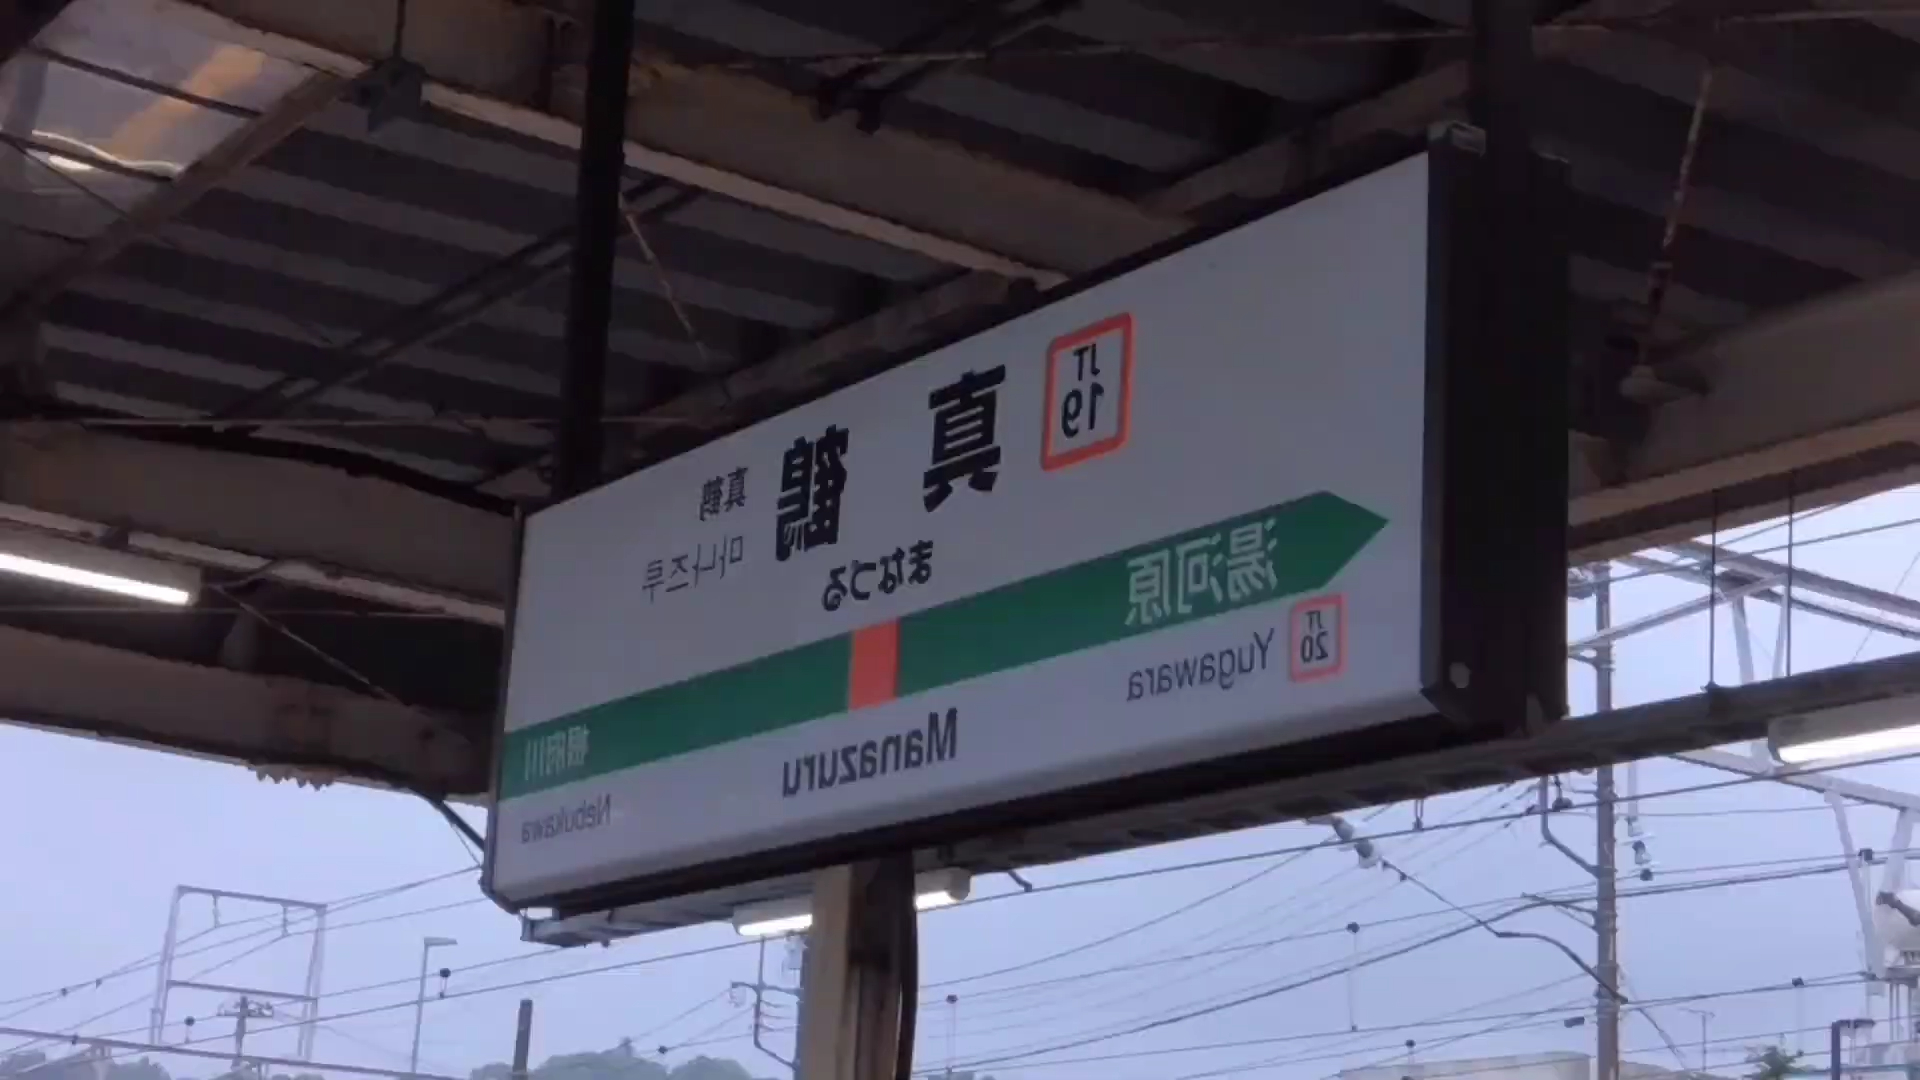 JT
19
真鶴
まなづる
真鶴
마나즈루
湯河原
根府川
JT
20
Yugawara
Manazuru
Nebukawa